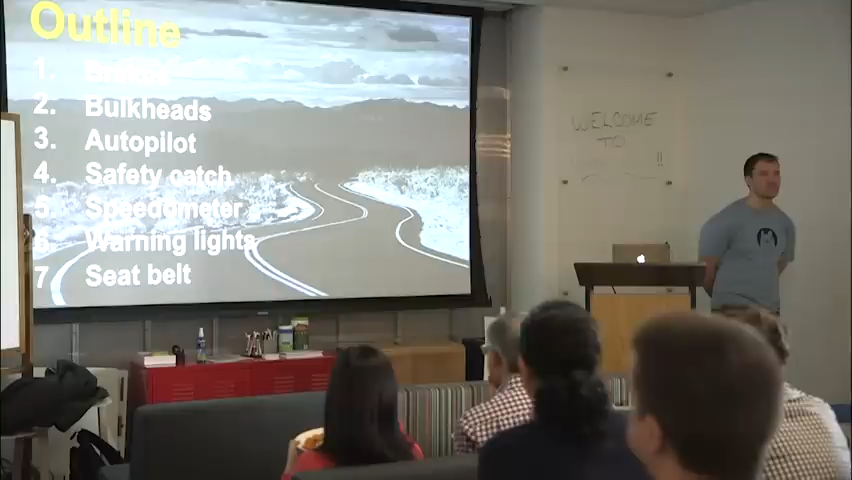 Outline
1. Brakes
2. Bulkheads
3. Autopilot
4. Safety catch
5. Speedometer
6. Warning lights
7 Seat belt
WELCOME
TO
!!